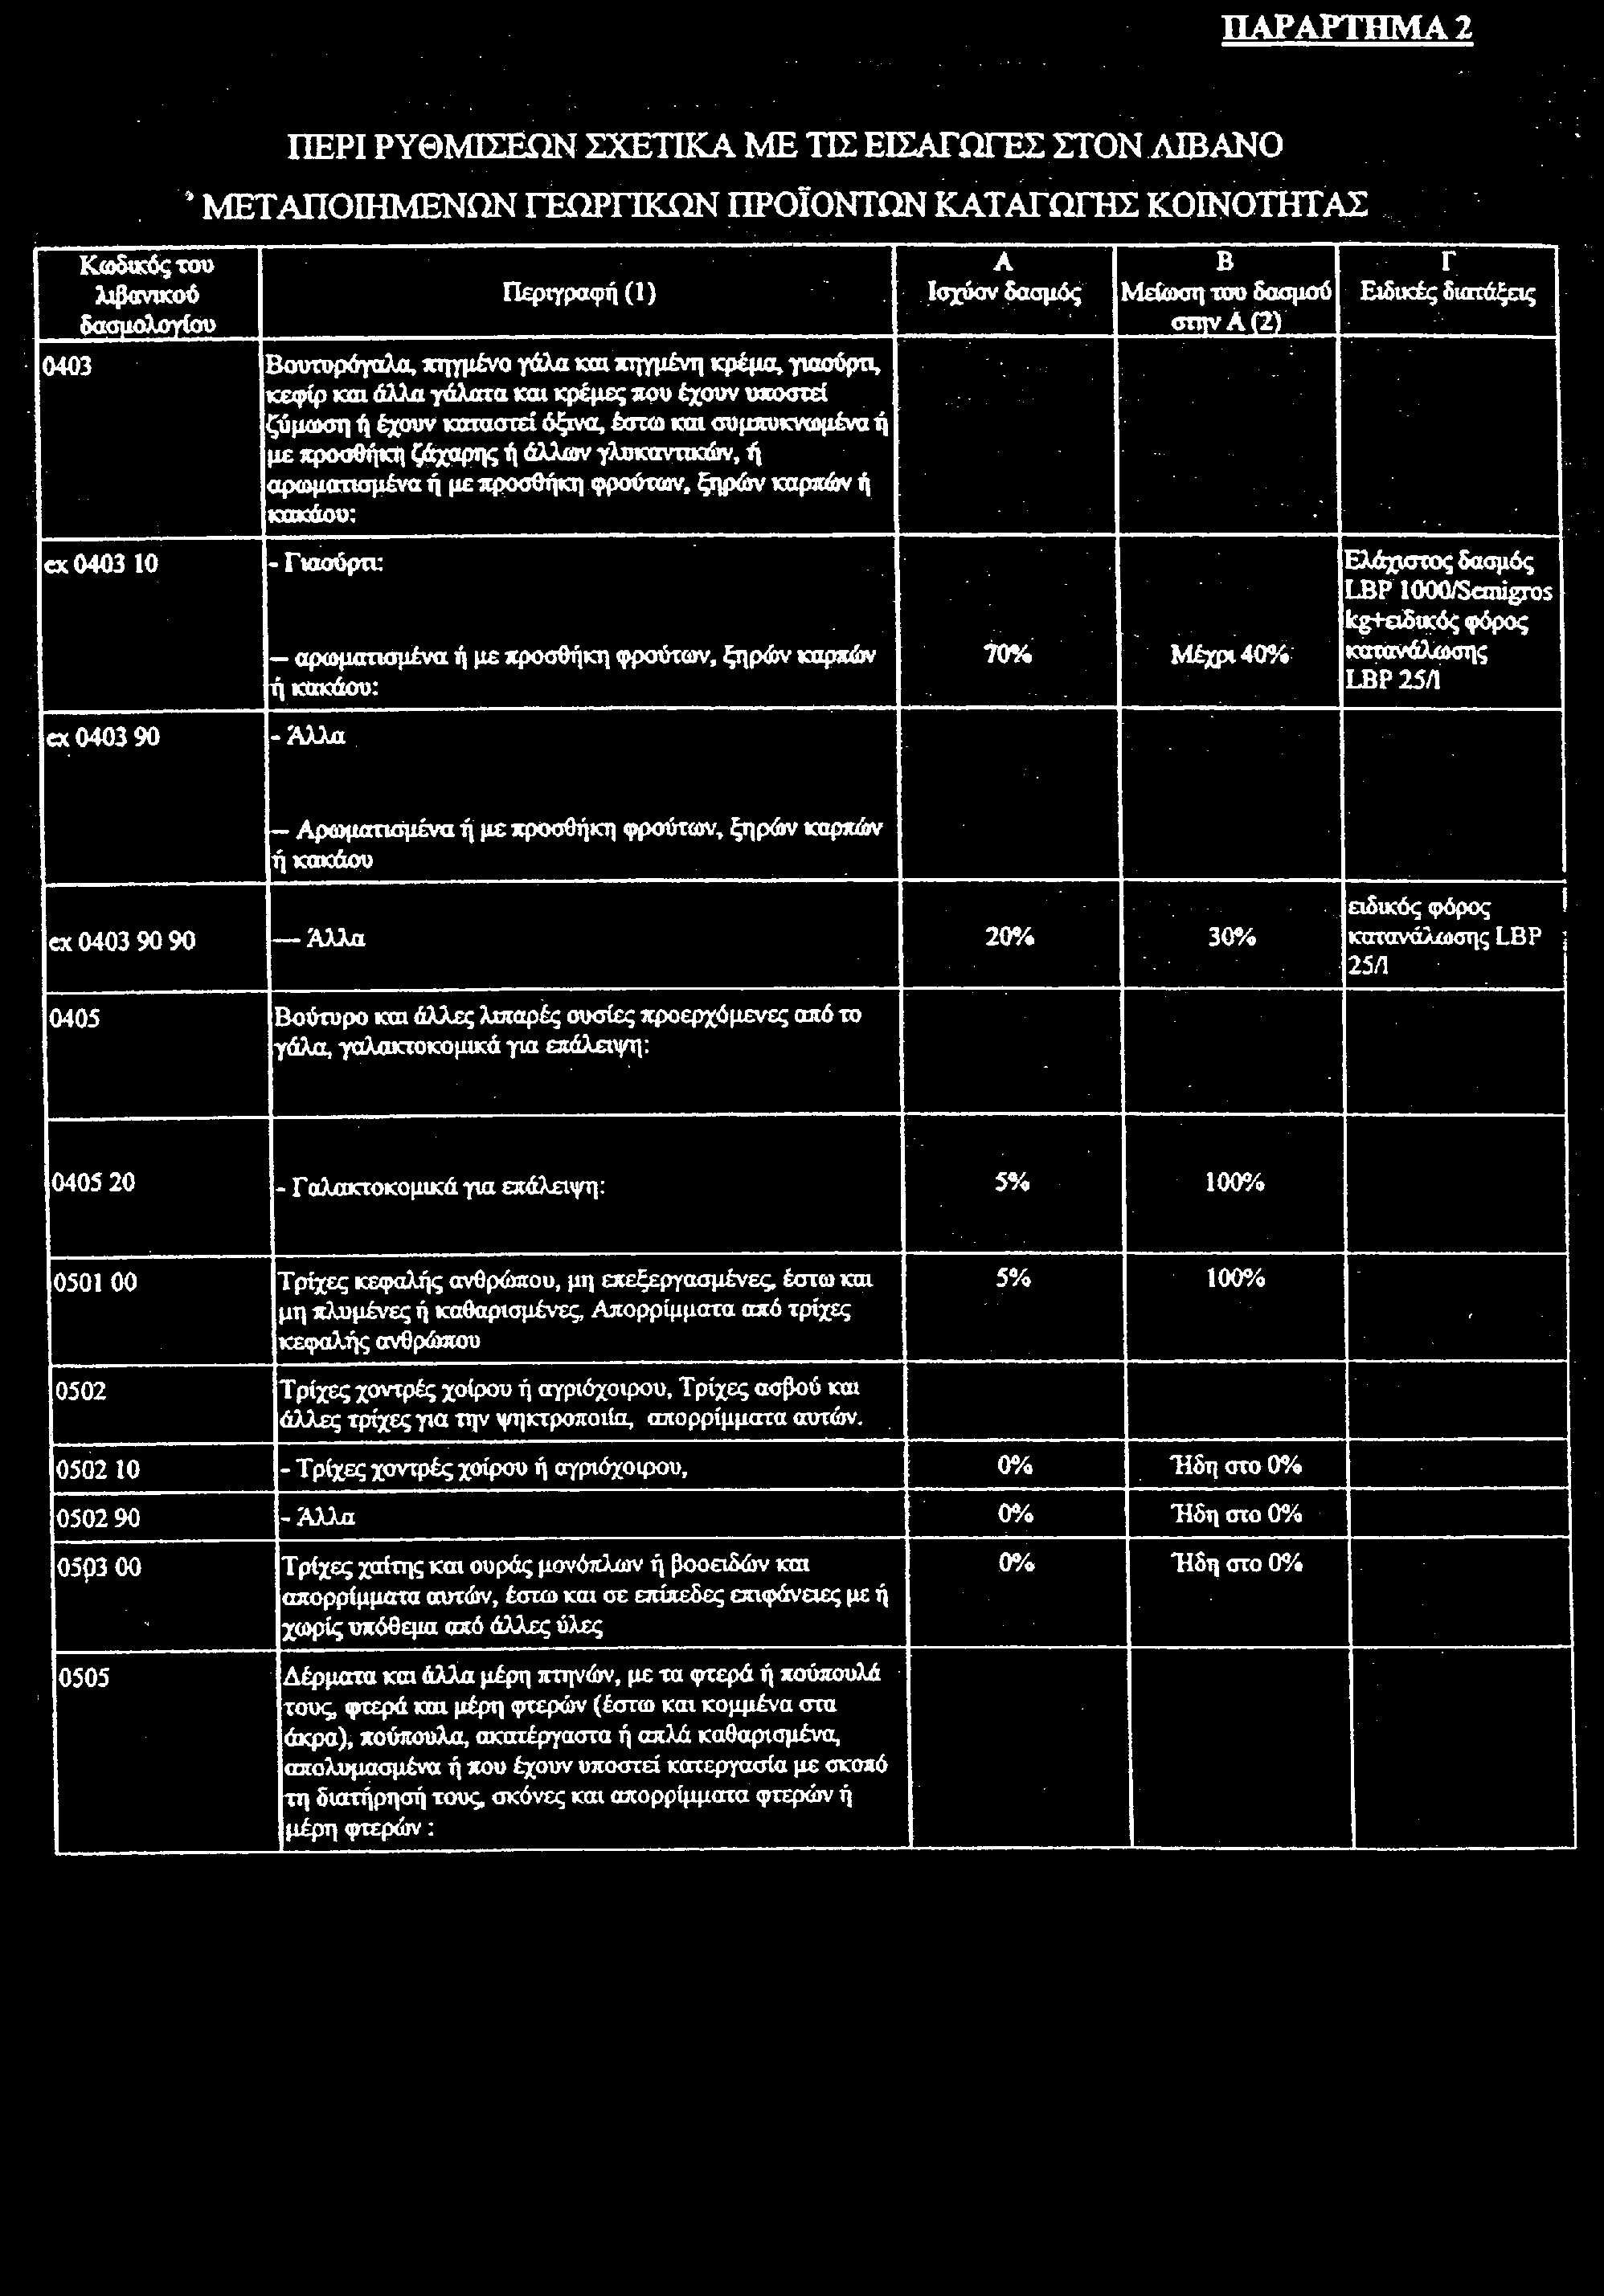 ΠΑΡΑΡΤΗΜΑ 2
ΠΕΡΙ ΡΥΘΜΙΣΕΩΝ ΣΧΕΤΙΚΑ ΜΕ ΤΙΣ ΕΙΣΑΓΩΓΕΣ ΣΤΟΝ ΛΙΒΑΝΟ
ΜΕΤΑΠΟΙΗΜΕΝΩΝ ΓΕΩΡΓΙΚΩΝ ΠΡΟΪΟΝΤΩΝ ΚΑΤΑΓΩΓΗΣ ΚΟΙΝΟΤΗΤΑΣ
Κωδικός του
λιβανικού
δασμολογίου
Περιγραφή (1)
Α
Ισχύον δασμός
Β
Μείωση του δασμού
στην Α (2)
Γ
Ειδικές διατάξεις
0403
Βουτυρόγαλα, πηγμένο γάλα και πηγμένη κρέμα, γιαούρτι,
κεφίρ και άλλα γάλατα και κρέμες που έχουν υποστεί
ζύμωση ή έχουν καταστεί όξινα, έστω και συμπυκνωμένα ή
με προσθήκη ζάχαρης ή άλλων γλυκαντικών, ή
αρωματισμένα ή με προσθήκη φρούτων, ξηρών καρπών ή
κακάου:
ex 0403 10
- Γιαούρτι:
— αρωματισμένα ή με προσθήκη φρούτων, ξηρών καρπών
ή κακάου:
70%
Μέχρι 40%
Ελάχιστος δασμός
LBP 1000/Semigros
kg+ειδικός φόρος
κατανάλωσης
LBP 25/l
ex 0403 90
- Άλλα
— Αρωματισμένα ή με προσθήκη φρούτων, ξηρών καρπών
ή κακάου
ex 0403 90 90
— Άλλα
20%
30%
ειδικός φόρος
κατανάλωσης LBP
25/l
0405
Βούτυρο και άλλες λιπαρές ουσίες προερχόμενες από το
γάλα, γαλακτοκομικά για επάλειψη:
0405 20
- Γαλακτοκομικά για επάλειψη:
5%
100%
0501 00
Τρίχες κεφαλής ανθρώπου, μη επεξεργασμένες, έστω και
μη πλυμένες ή καθαρισμένες, Απορρίμματα από τρίχες
κεφαλής ανθρώπου
5%
100%
0502
Τρίχες χοντρές χοίρου ή αγριόχοιρου, Τρίχες ασβού και
άλλες τρίχες για την ψηκτροποιία, απορρίμματα αυτών.
0502 10
- Τρίχες χοντρές χοίρου ή αγριόχοιρου,
0%
Ήδη στο 0%
0502 90
- Άλλα
0%
Ήδη στο 0%
0503 00
Τρίχες χαίτης και ουράς μονόπλων ή βοοειδών και
απορρίμματα αυτών, έστω και σε επίπεδες επιφάνειες με ή
χωρίς υπόθεμα από άλλες ύλες
0%
Ήδη στο 0%
0505
Δέρματα και άλλα μέρη πτηνών, με τα φτερά ή πούπουλά
τους, φτερά και μέρη φτερών (έστω και κομμένα στα
άκρα), πούπουλα, ακατέργαστα ή απλά καθαρισμένα,
απολυμασμένα ή που έχουν υποστεί κατεργασία με σκοπό
τη διατήρησή τους, σκόνες και απορρίμματα φτερών ή
μέρη φτερών :